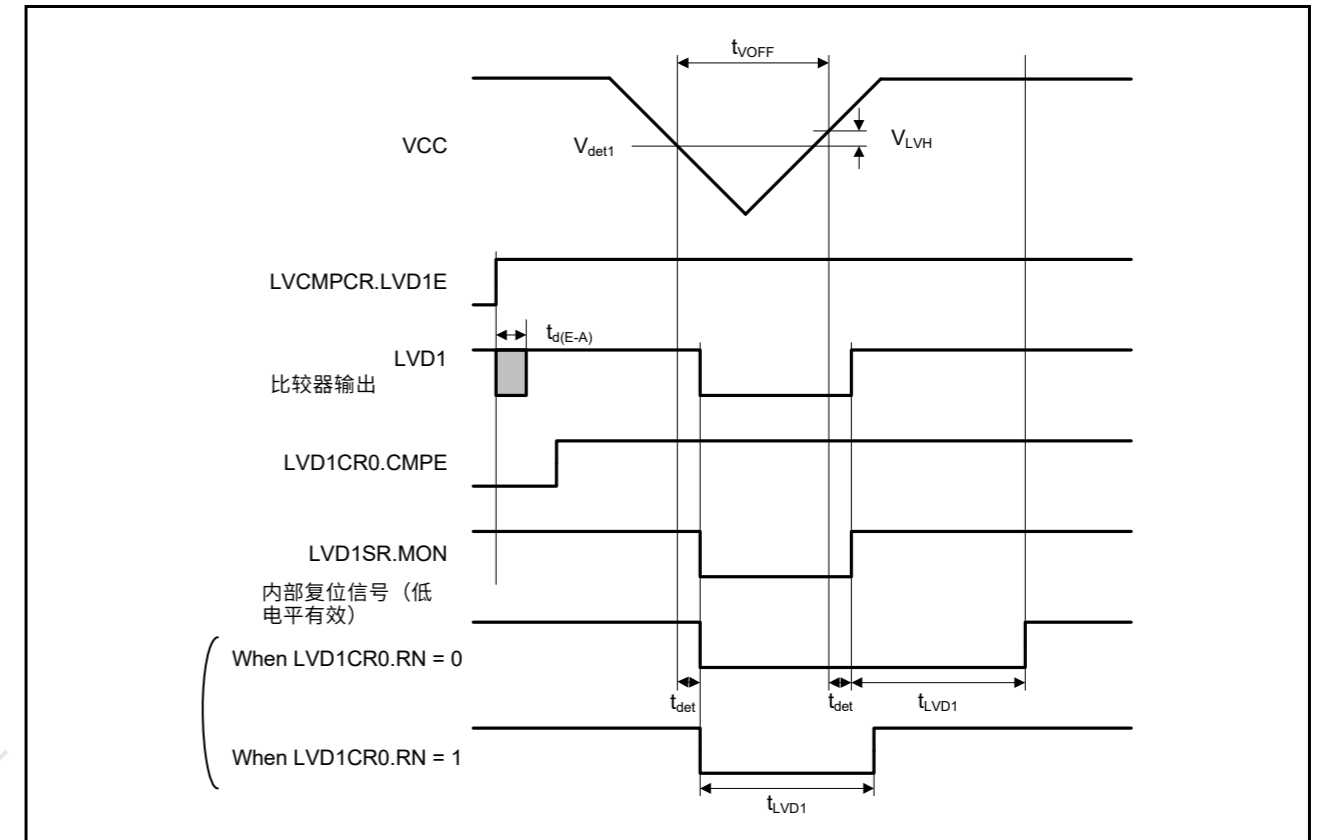 tVOFF
VCC
Vdet1
VLVH
LVCMPCR.LVD1E
td(E-A)
LVD1
比较器输出
LVD1CR0.CMPE
LVD1SR.MON
内部复位信号（低
电平有效）
When LVD1CR0.RN = 0
tdet
tdet
tLVD1
When LVD1CR0.RN = 1
tLVD1